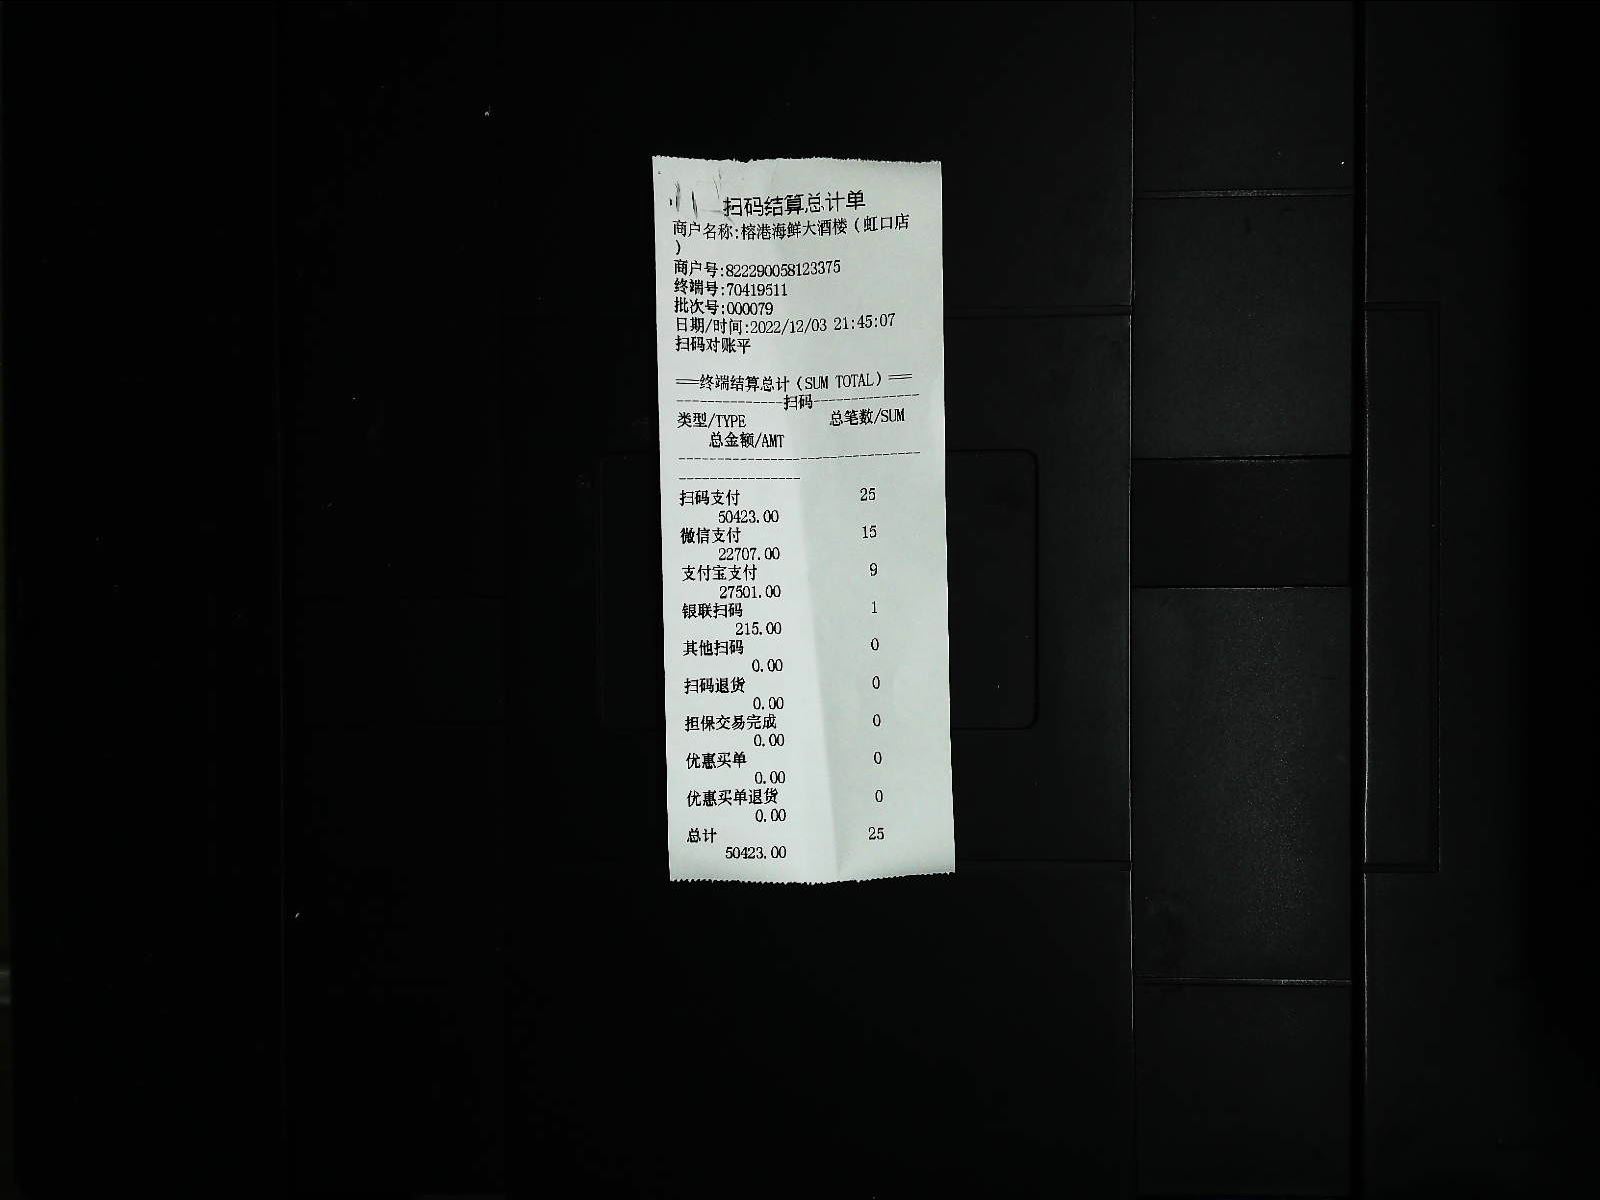 扫码结算总计单
商户名称:榕港海鲜大酒楼（虹口店
）
商户号:822290058123375
终端号:70419511
批次号:000079
日期/时间:2022/12/03 21:45:07
扫码对账平
==终端结算总计（SUM TOTAL）==
--------------扫码--------------
类型/TYPE 总笔数/SUM
总金额/AMT
--------------------------------
----------------
扫码支付 25
50423.00
微信支付 15
22707.00
支付宝支付 9
27501.00
银联扫码 1
215.00
其他扫码 0
0.00
扫码退货 0
0.00
担保交易完成 0
0.00
优惠买单 0
0.00
优惠买单退货 0
0.00
总计 25
50423.00